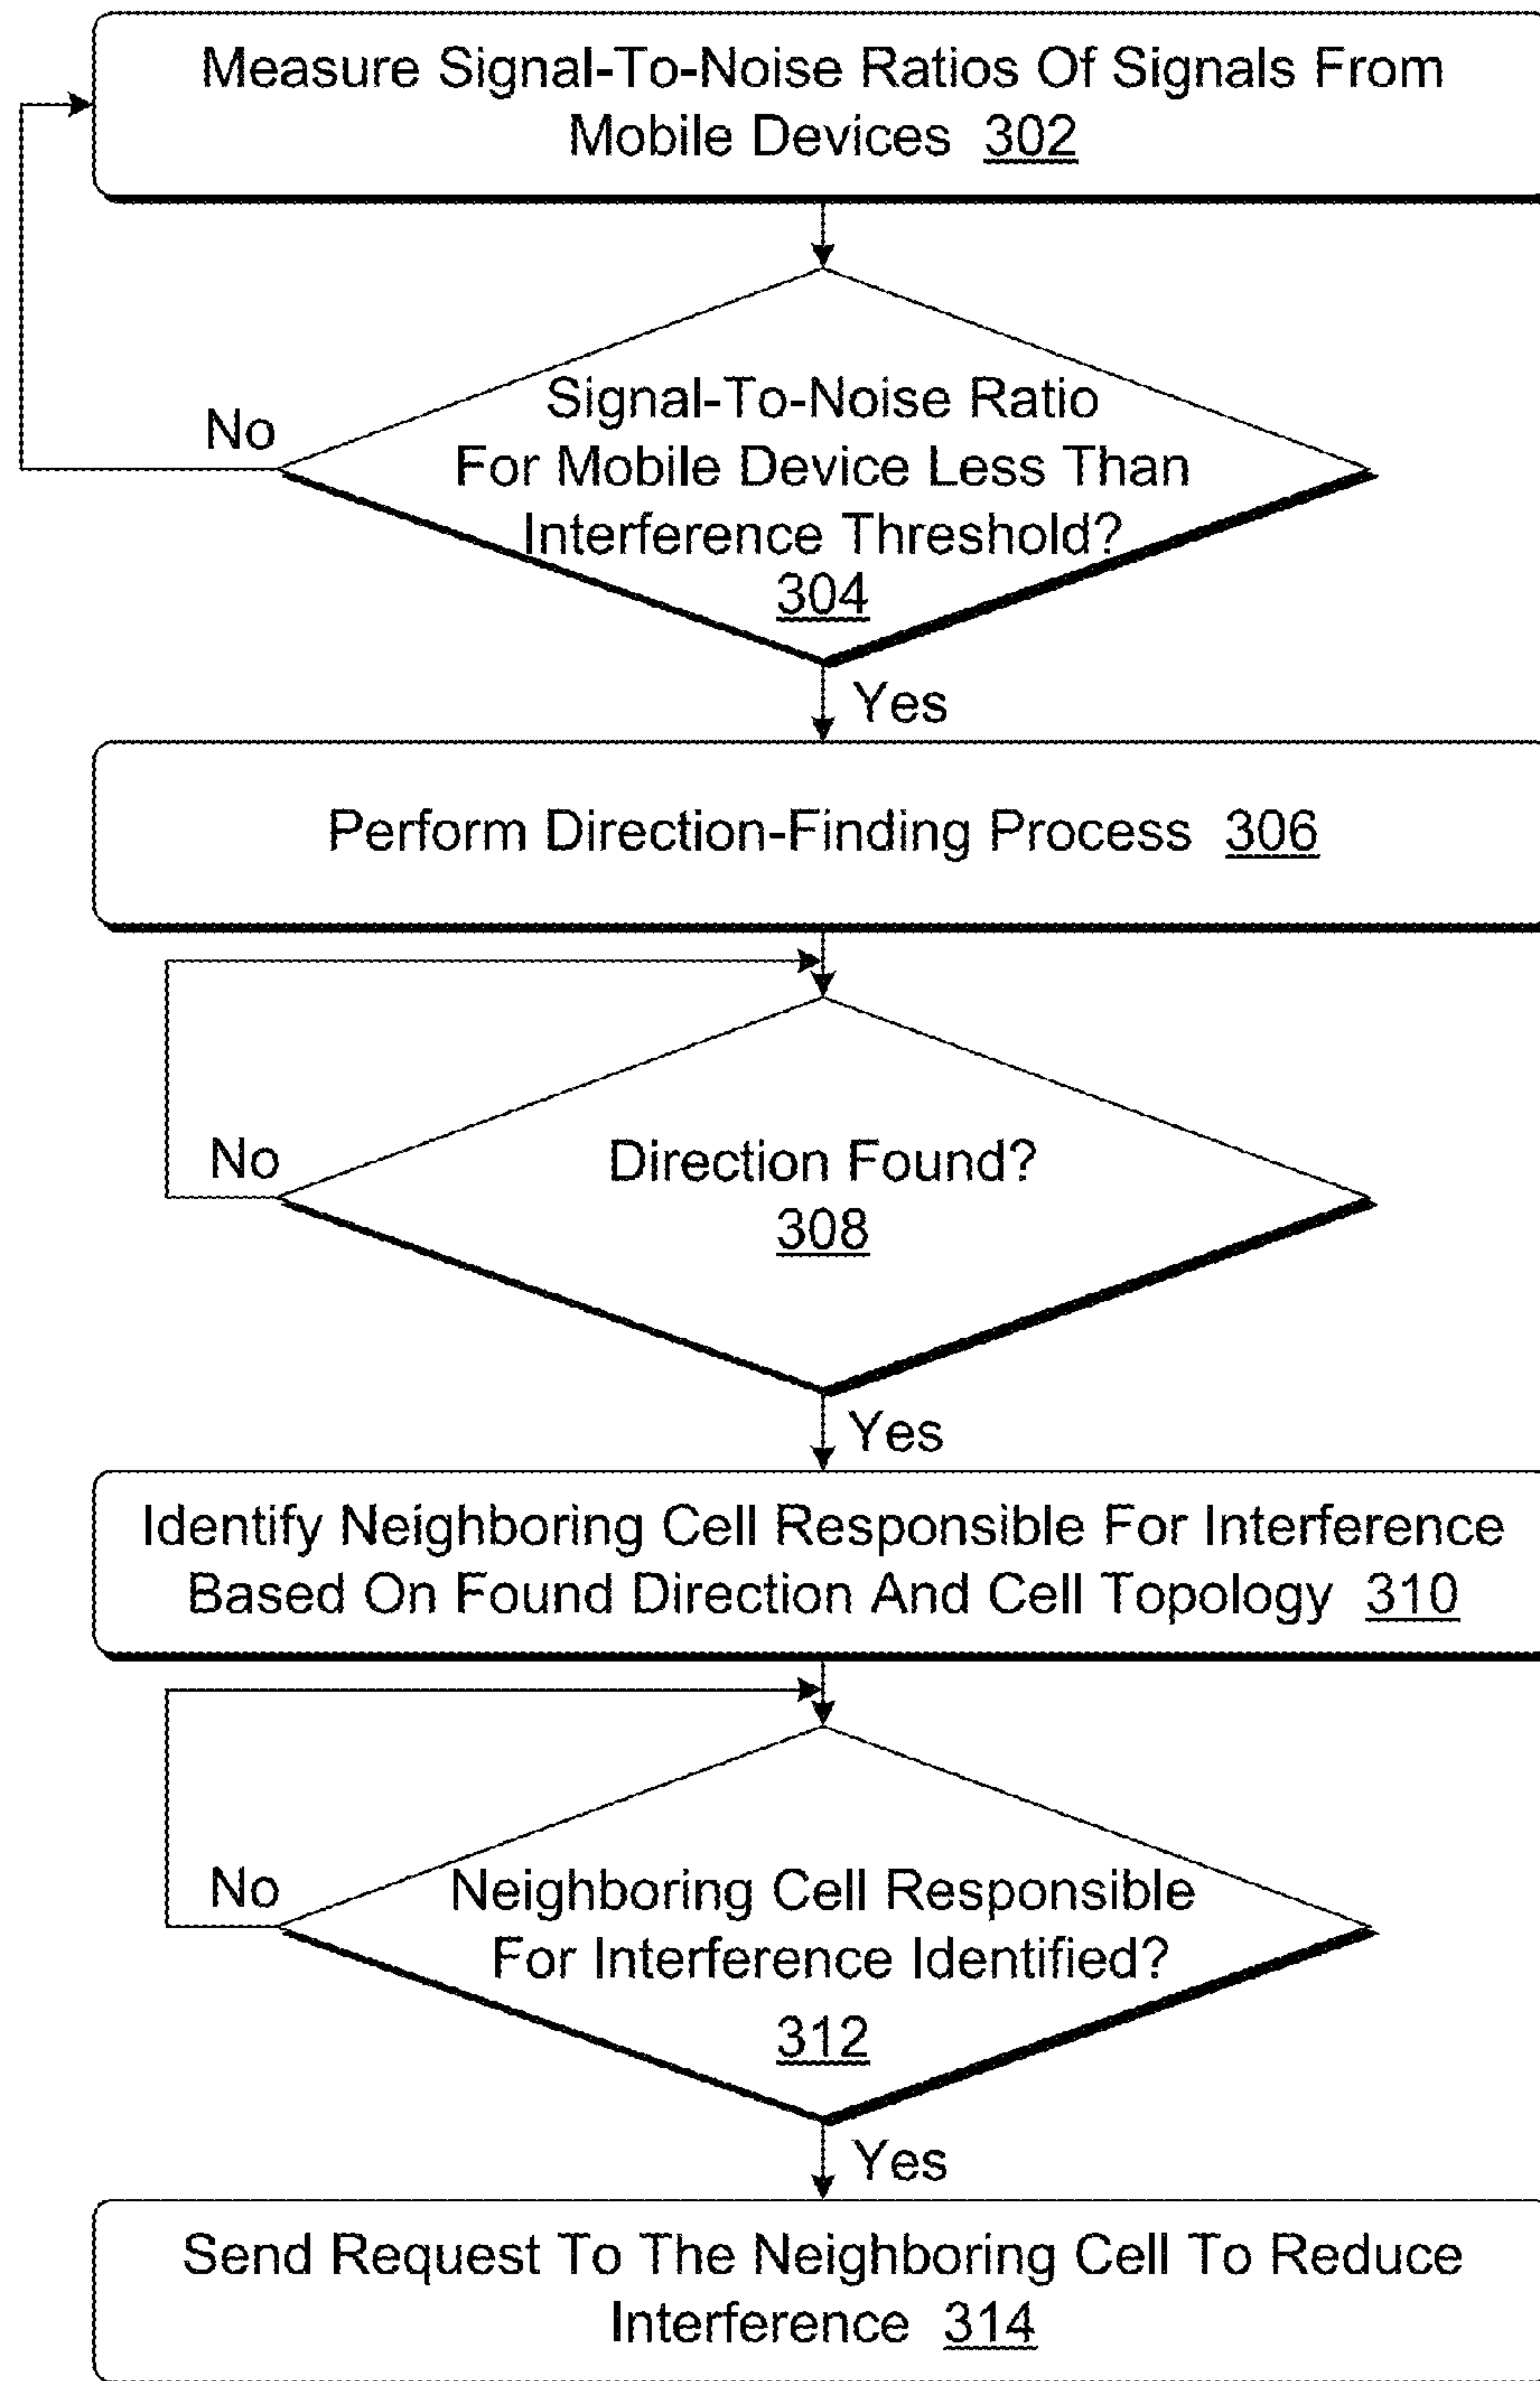 Measure Signal-To-Noise Ratios Of Signals From
Mobile Devices 302
Signal-To-Noise Ratio
No
For Mobile Device Less Than
Interference Threshold?
304
Yes
Perform Direction-Finding Process 306
Direction Found?
No
308
Yes
Identify Neighboring Cell Responsible For Interference
Based On Found Direction And Cell Topology 310
Neighboring Cell Responsible
No
For Interference Identified?
312
Yes
Send Request To The Neighboring Cell To Reduce
Interference 314